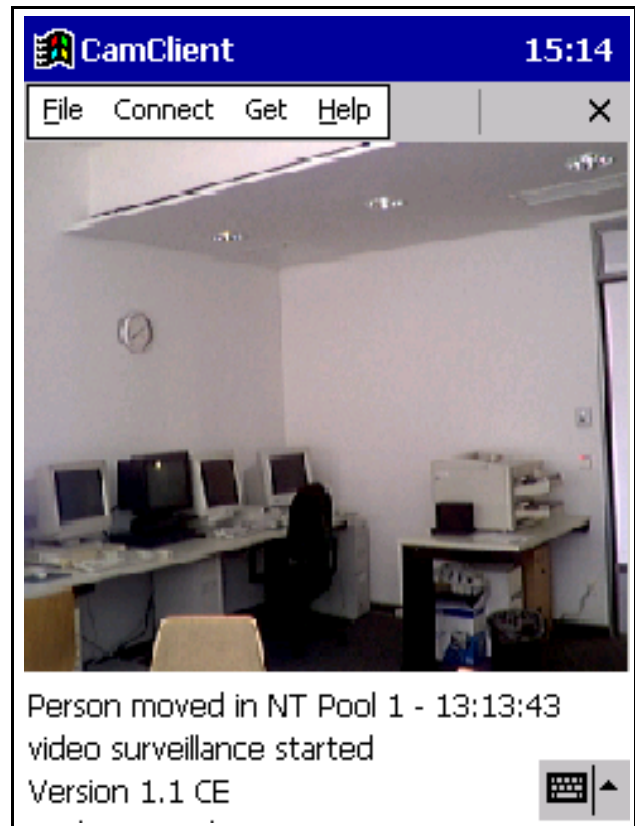 CamClient 15:14
File Connect Get Help
Person moved in NT Pool 1 - 13:13:43
video surveillance started
Version 1.1 CE